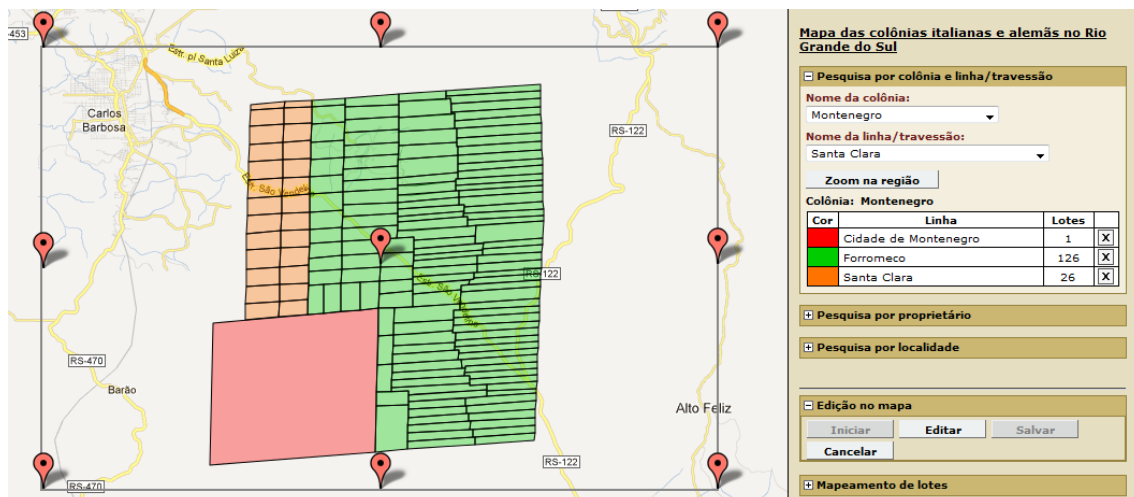 -453
Estr. p/ Santa Luiza
Carlos
Barbosa
RS-122
Estr. São Vendelino
RS-122
Estr. São Vendelino
RS-470
Barão
Alto Feliz
RS-122
RS-470
Mapa das colônias italianas e alemãs no Rio
Grande do Sul
Pesquisa por colônia e linha/travessão
Nome da colônia:
Montenegro
Nome da linha/travessão:
Santa Clara
Zoom na região
Colônia: Montenegro
Cor Linha Lotes
Cidade de Montenegro 1 X
Forromeco 126 X
Santa Clara 26 X
Pesquisa por proprietário
Pesquisa por localidade
Edição no mapa
Iniciar Editar Salvar
Cancelar
Mapeamento de lotes